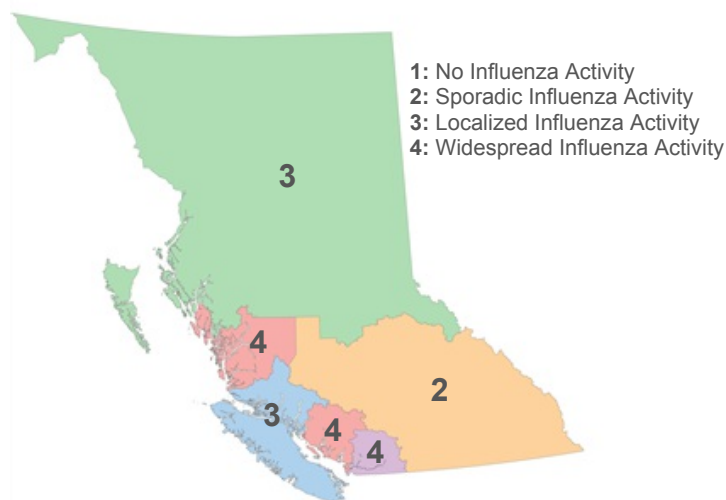 1: No Influenza Activity
2: Sporadic Influenza Activity
3: Localized Influenza Activity
4: Widespread Influenza Activity
3
4
2
3
4
4